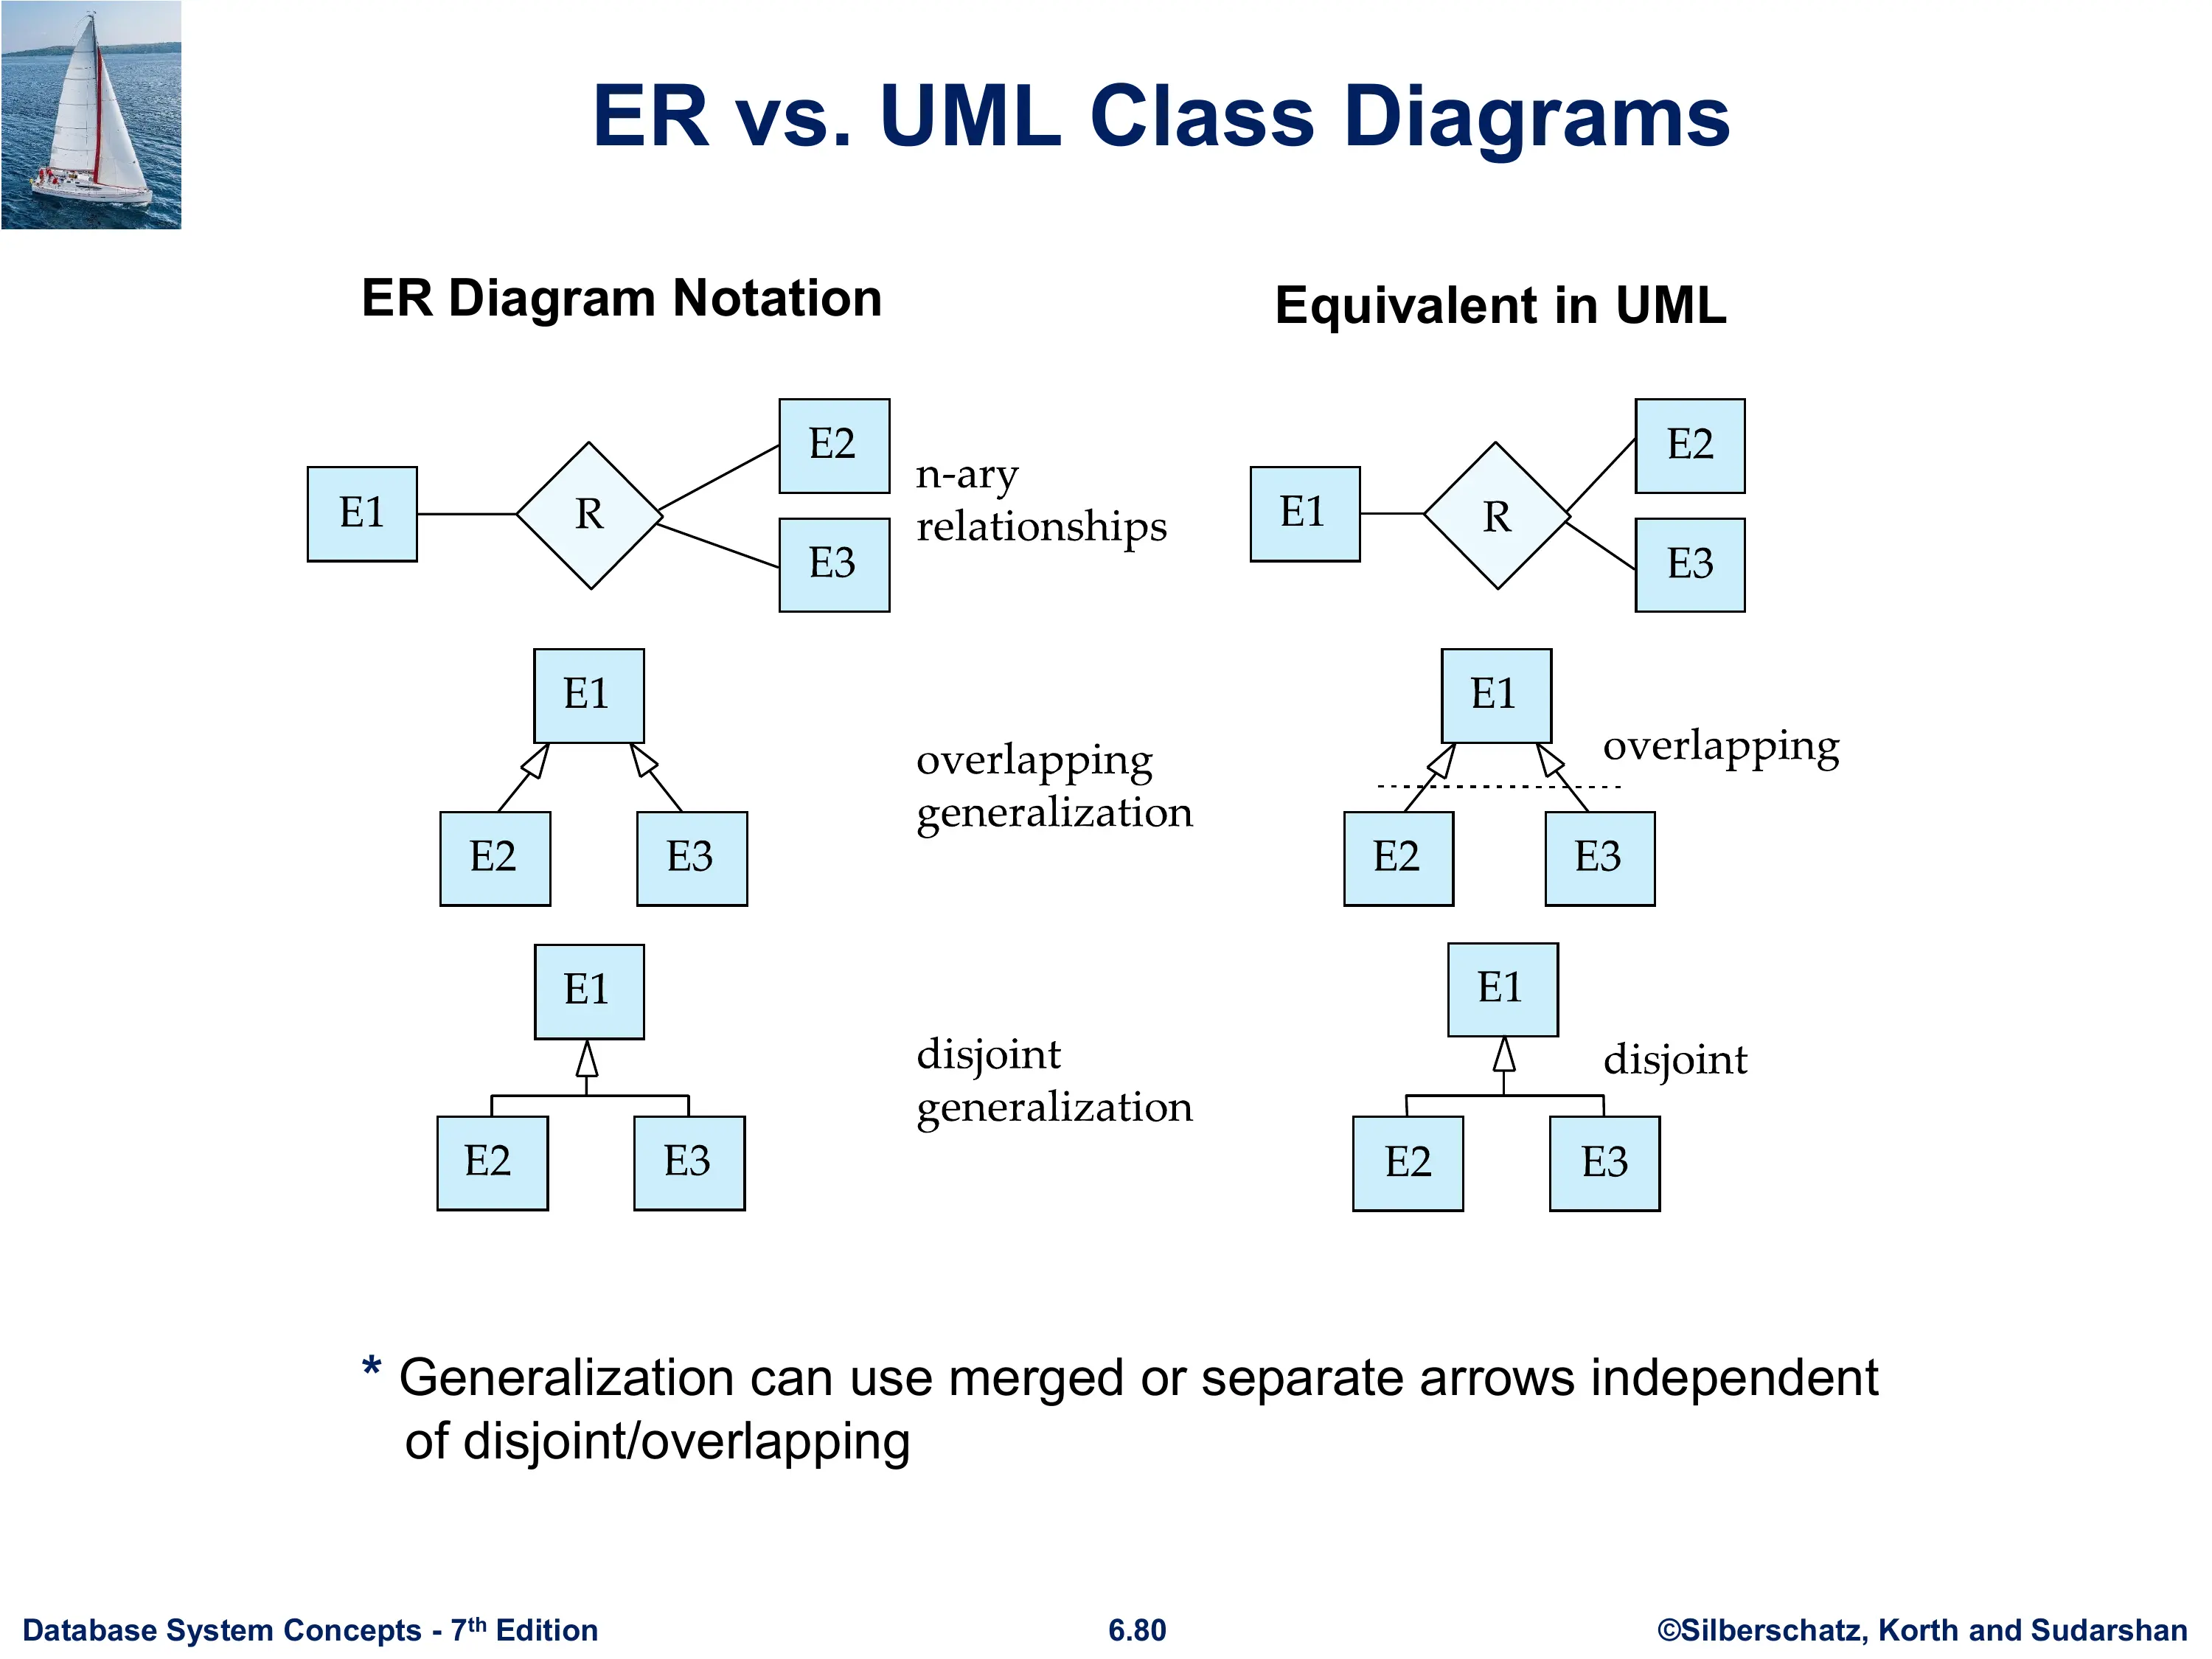 ER vs. UML Class Diagrams
ER Diagram Notation
Equivalent in UML
E1
R
E2
E3
n-ary
relationships
E1
R
E2
E3
E1
E2
E3
overlapping
generalization
E1
overlapping
E2
E3
E1
E2
E3
disjoint
generalization
E1
disjoint
E2
E3
* Generalization can use merged or separate arrows independent
of disjoint/overlapping
Database System Concepts - 7th Edition
6.80
©Silberschatz, Korth and Sudarshan